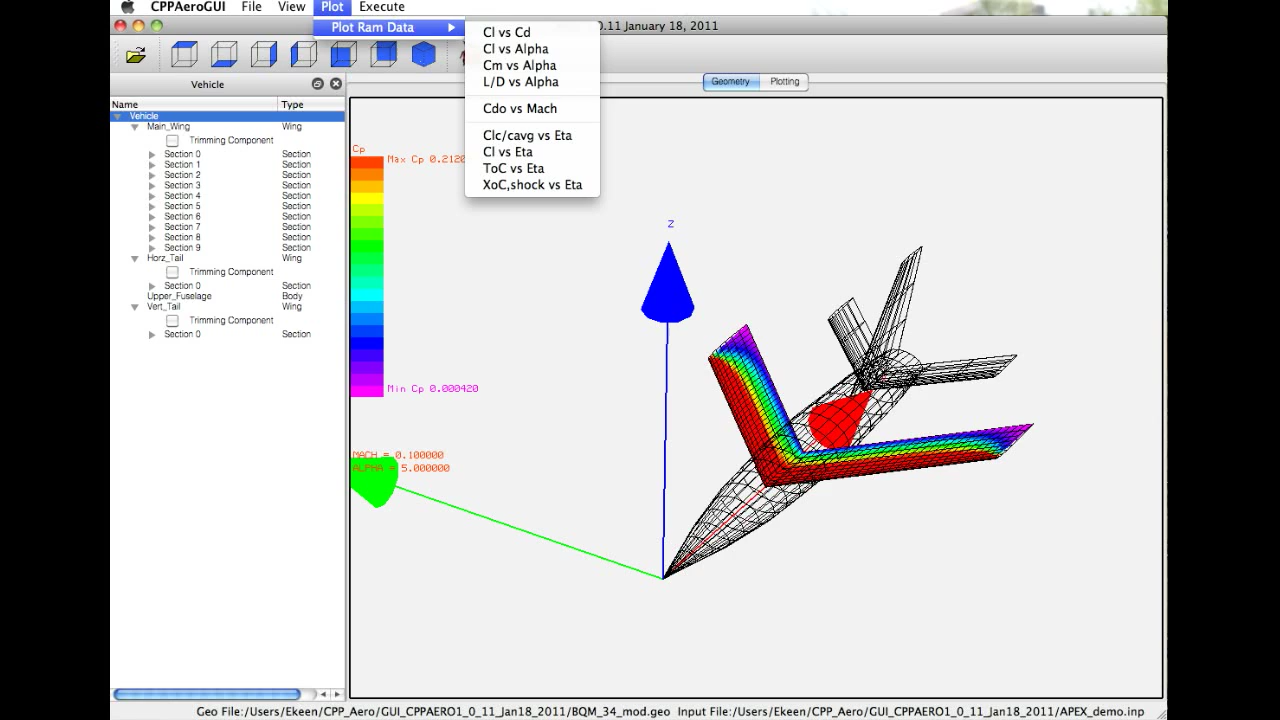 CPPAeroGUI File View Plot Execute
Plot Ram Data
0.11 January 18, 2011
Cl vs Cd
Cl vs Alpha
Cm vs Alpha
L/D vs Alpha
Cdo vs Mach
Clc/cavg vs Eta
Cl vs Eta
ToC vs Eta
XoC,shock vs Eta
Geometry Plotting
Vehicle
Name Type
Vehicle
Main_Wing Wing
Trimming Component
Section 0 Section
Section 1 Section
Section 2 Section
Section 3 Section
Section 4 Section
Section 5 Section
Section 6 Section
Section 7 Section
Section 8 Section
Section 9 Section
Horz_Tail Wing
Trimming Component
Section 0 Section
Upper_Fuselage Body
Vert_Tail Wing
Trimming Component
Section 0 Section
Cp
Max Cp 0.2120
Min Cp 0.000420
MACH = 0.100000
ALPHA = 5.000000
Z
Geo File:/Users/Ekeen/CPP_Aero/GUI_CPPAERO1_0_11_Jan18_2011/BQM_34_mod.geo Input File:/Users/Ekeen/CPP_Aero/GUI_CPPAERO1_0_11_Jan18_2011/APEX_demo.inp